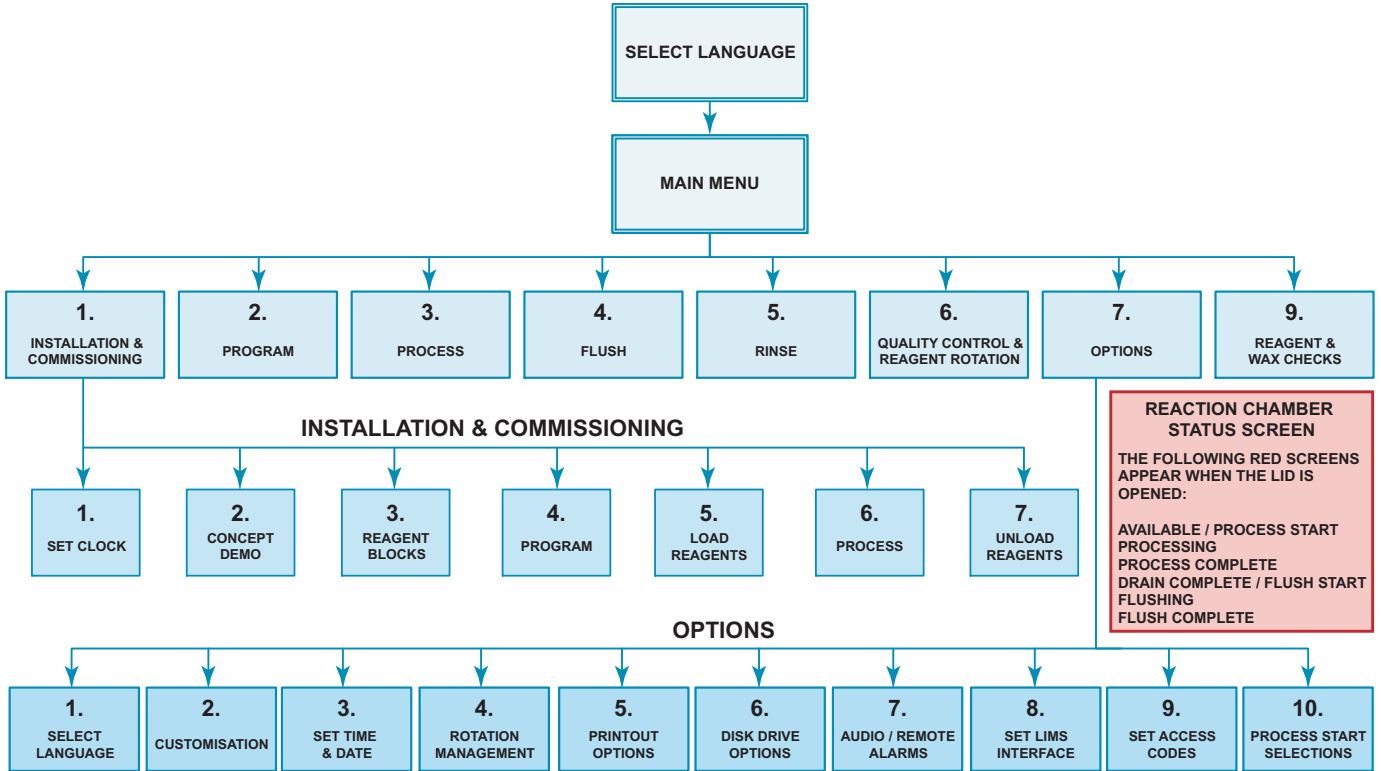 SELECT LANGUAGE
MAIN MENU
1.
INSTALLATION &
COMMISSIONING
2.
PROGRAM
3.
PROCESS
4.
FLUSH
5.
RINSE
6.
QUALITY CONTROL &
REAGENT ROTATION
7.
OPTIONS
9.
REAGENT &
WAX CHECKS
REACTION CHAMBER
STATUS SCREEN
THE FOLLOWING RED SCREENS
APPEAR WHEN THE LID IS
OPENED:
AVAILABLE / PROCESS START
PROCESSING
PROCESS COMPLETE
DRAIN COMPLETE / FLUSH START
FLUSHING
FLUSH COMPLETE
INSTALLATION & COMMISSIONING
1.
SET CLOCK
2.
CONCEPT
DEMO
3.
REAGENT
BLOCKS
4.
PROGRAM
5.
LOAD
REAGENTS
6.
PROCESS
7.
UNLOAD
REAGENTS
OPTIONS
1.
SELECT
LANGUAGE
2.
CUSTOMISATION
3.
SET TIME
& DATE
4.
ROTATION
MANAGEMENT
5.
PRINTOUT
OPTIONS
6.
DISK DRIVE
OPTIONS
7.
AUDIO / REMOTE
ALARMS
8.
SET LIMS
INTERFACE
9.
SET ACCESS
CODES
10.
PROCESS START
SELECTIONS